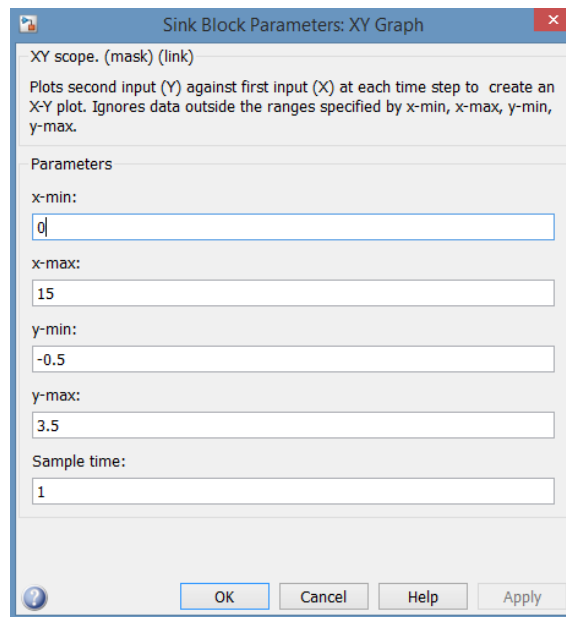 Sink Block Parameters: XY Graph
XY scope. (mask) (link)
Plots second input (Y) against first input (X) at each time step to create an
X-Y plot. Ignores data outside the ranges specified by x-min, x-max, y-min,
y-max.
Parameters
x-min:
0
x-max:
15
y-min:
-0.5
y-max:
3.5
Sample time:
1
OK Cancel Help Apply